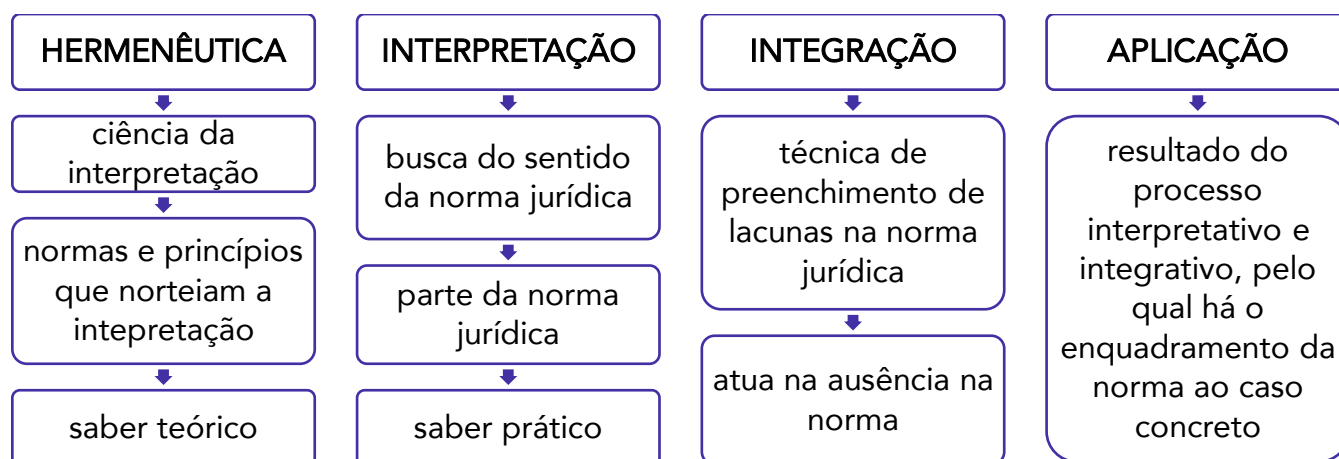 HERMENÊUTICA
ciência da
interpretação
normas e princípios
que norteiam a
intepretação
saber teórico
INTERPRETAÇÃO
busca do sentido
da norma jurídica
parte da norma
jurídica
saber prático
INTEGRAÇÃO
técnica de
preenchimento de
lacunas na norma
jurídica
atua na ausência na
norma
APLICAÇÃO
resultado do
processo
interpretativo e
integrativo, pelo
qual há o
enquadramento da
norma ao caso
concreto